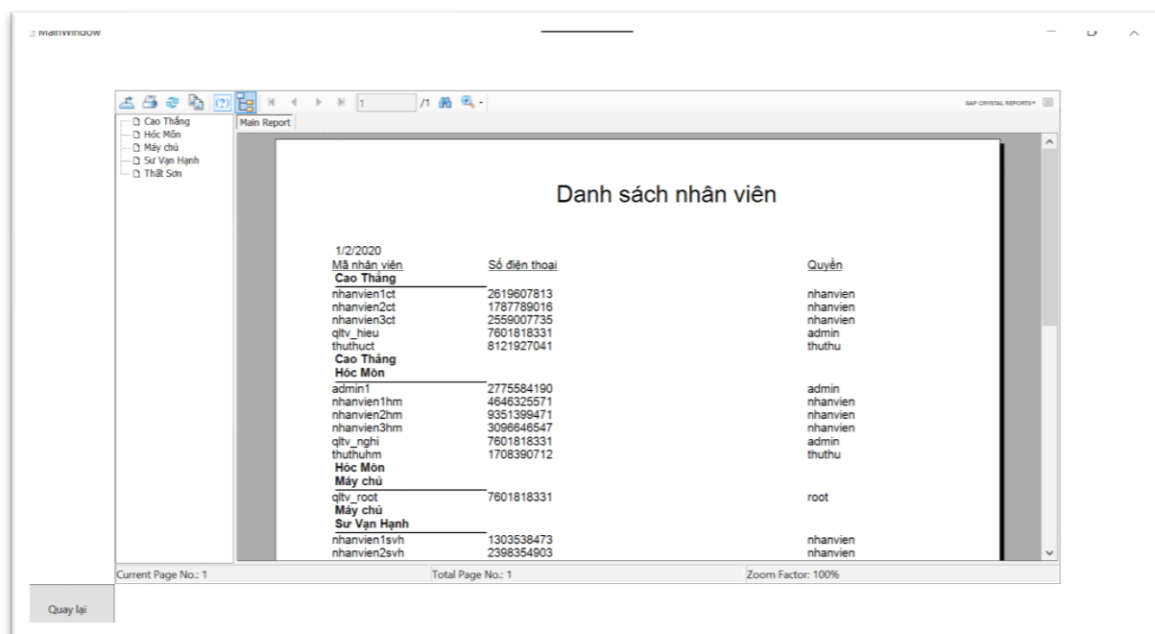 MainWindow
1 /1 SAP CRYSTAL REPORTS®
Cao Thắng
Hóc Môn
Máy chủ
Sư Vạn Hạnh
Thất Sơn
Main Report
Danh sách nhân viên
1/2/2020
Mã nhân viên Số điện thoại Quyền
Cao Thắng
nhanvien1ct 2619607813 nhanvien
nhanvien2ct 1787789016 nhanvien
nhanvien3ct 2559007735 nhanvien
qltv_hieu 7601818331 admin
thuthuct 8121927041 thuthu
Cao Thắng
Hóc Môn
admin1 2775584190 admin
nhanvien1hm 4646325571 nhanvien
nhanvien2hm 9351399471 nhanvien
nhanvien3hm 3096646547 nhanvien
qltv_nghi 7601818331 admin
thuthuhm 1708390712 thuthu
Hóc Môn
Máy chủ
qltv_root 7601818331 root
Máy chủ
Sư Vạn Hạnh
nhanvien1svh 1303538473 nhanvien
nhanvien2svh 2398354903 nhanvien
Current Page No.: 1 Total Page No.: 1 Zoom Factor: 100%
Quay lại